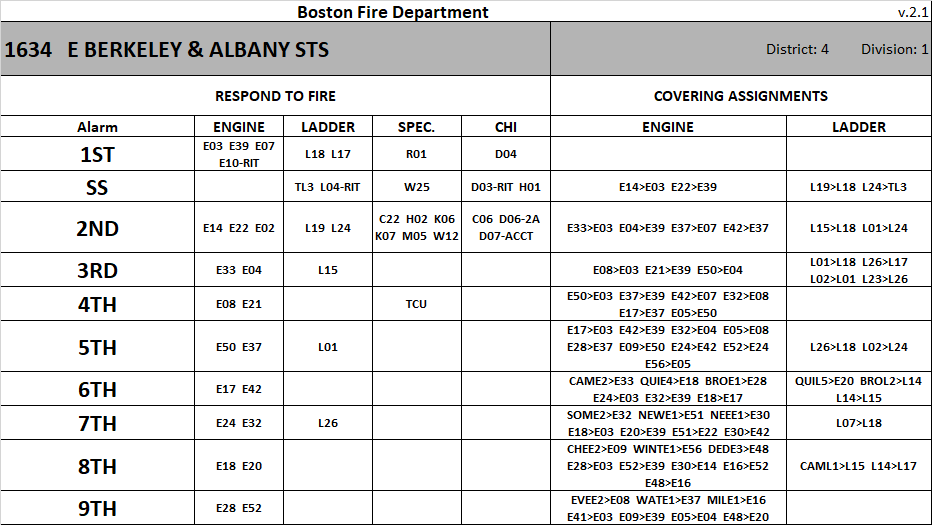 Boston Fire Department v.2.1
1634 E BERKELEY & ALBANY STS District: 4 Division: 1
RESPOND TO FIRE COVERING ASSIGNMENTS
Alarm ENGINE LADDER SPEC. CHI ENGINE LADDER
1ST E03 E39 E07 E10-RIT L18 L17 R01 D04
SS TL3 L04-RIT W25 D03-RIT H01 E14>E03 E22>E39 L19>L18 L24>TL3
2ND E14 E22 E02 L19 L24 C22 H02 K06 K07 M05 W12 C06 D06-2A D07-ACCT E33>E03 E04>E39 E37>E07 E42>E37 L15>L18 L01>L24
3RD E33 E04 L15 E08>E03 E21>E39 E50>E04 L01>L18 L26>L17 L02>L01 L23>L26
4TH E08 E21 TCU E50>E03 E37>E39 E42>E07 E32>E08 E17>E37 E05>E50
5TH E50 E37 L01 E17>E03 E42>E39 E32>E04 E05>E08 E28>E37 E09>E50 E24>E42 E52>E24 E56>E05 L26>L18 L02>L24
6TH E17 E42 CAME2>E33 QUIE4>E18 BROE1>E28 E24>E03 E32>E39 E18>E17 QUIL5>E20 BROL2>L14 L14>L15
7TH E24 E32 L26 SOME2>E32 NEWE1>E51 NEEE1>E30 E18>E03 E20>E39 E51>E22 E30>E42 L07>L18
8TH E18 E20 CHEE2>E09 WINTE1>E56 DEDE3>E48 E28>E03 E52>E39 E30>E14 E16>E52 E48>E16 CAML1>L15 L14>L17
9TH E28 E52 EVEE2>E08 WATE1>E37 MILE1>E16 E41>E03 E09>E39 E05>E04 E48>E20